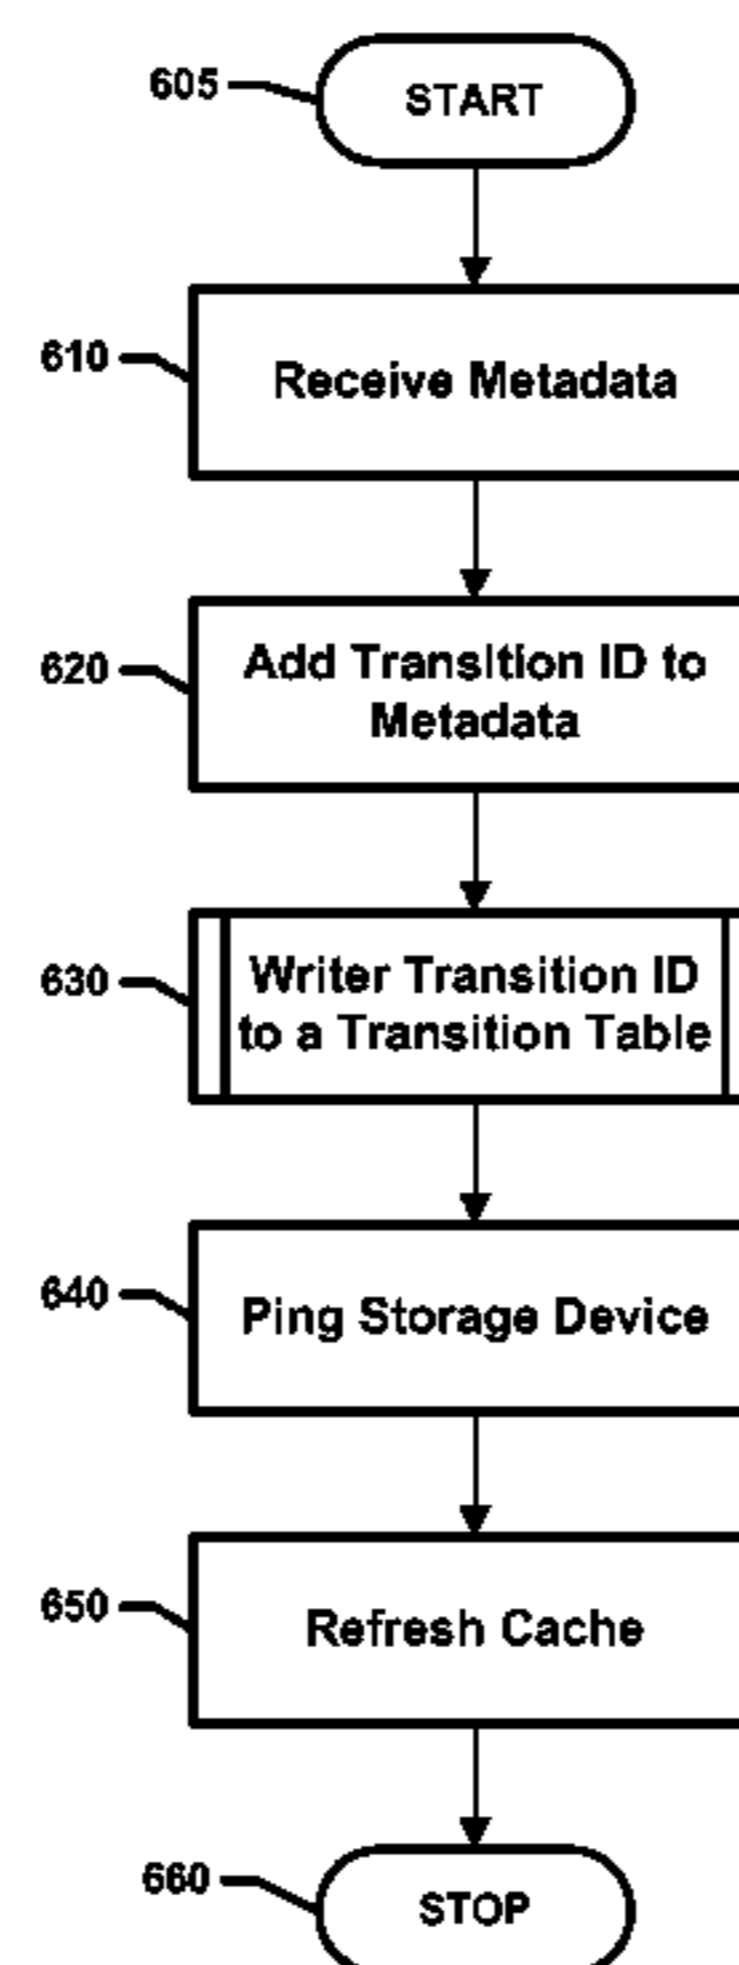 605
START
610
Receive Metadata
620
Add Transition ID to
Metadata
630
Writer Transition ID
to a Transition Table
640
Ping Storage Device
650
Refresh Cache
660
STOP